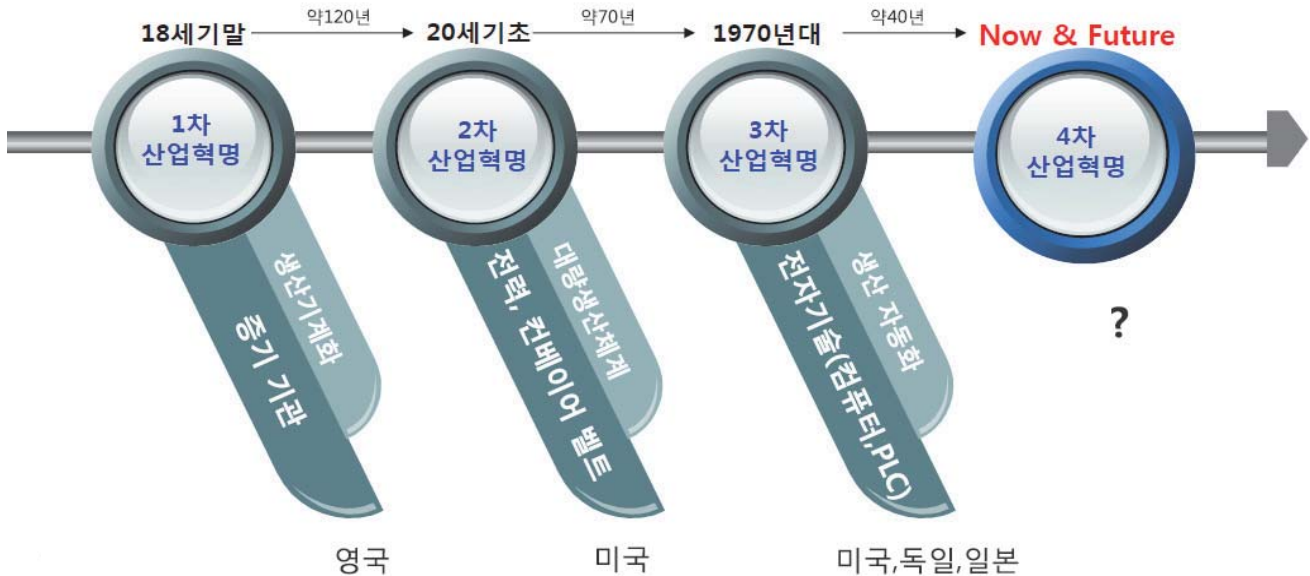 약120년
약70년
약40년
18세기말
20세기초
1970년대
Now & Future
1차
산업혁명
2차
산업혁명
3차
산업혁명
4차
산업혁명
생산기계화
증기 기관
대량생산체계
전력, 컨베이어 벨트
생산 자동화
전자기술(컴퓨터,PLC)
?
영국
미국
미국,독일,일본